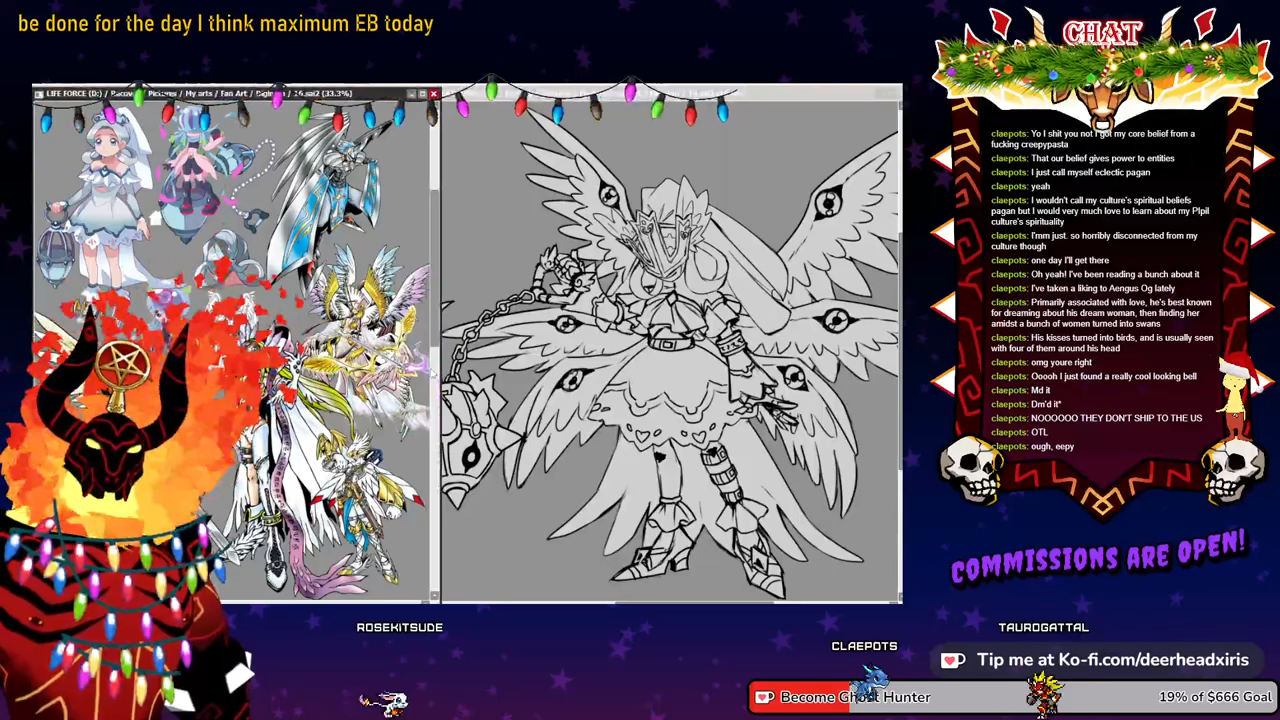 be done for the day I think maximum EB today
LIFE FORCE (D:) / Recov
Pictures / My arts / Fan Art / Digi
16.sai2 (33.3%)
CHAT
claepots: Yo I shit you not I got my core belief from a
fucking creepypasta
claepots: That our belief gives power to entities
claepots: I just call myself eclectic pagan
claepots: yeah
claepots: I wouldn't call my culture's spiritual beliefs
pagan but I would very much love to learn about my PIpil
culture's spirituality
claepots: I'mm just. so horribly disconnected from my
culture though
claepots: one day I'll get there
claepots: Oh yeah! I've been reading a bunch about it
claepots: I've taken a liking to Aengus Og lately
claepots: Primarily associated with love, he's best known
for dreaming about his dream woman, then finding her
amidst a bunch of women turned into swans
claepots: His kisses turned into birds, and is usually seen
with four of them around his head
claepots: omg youre right
claepots: Ooooh I just found a really cool looking bell
claepots: Md it
claepots: Dm'd it*
claepots: NOOOOOO THEY DON'T SHIP TO THE US
claepots: OTL
claepots: ough, eepy
COMMISSIONS ARE OPEN!
ROSEKITSUDE
CLAEPOTS
TAUROGATTAL
Tip me at Ko-fi.com/deerheadxiris
Become Ghost Hunter
19% of $666 Goal